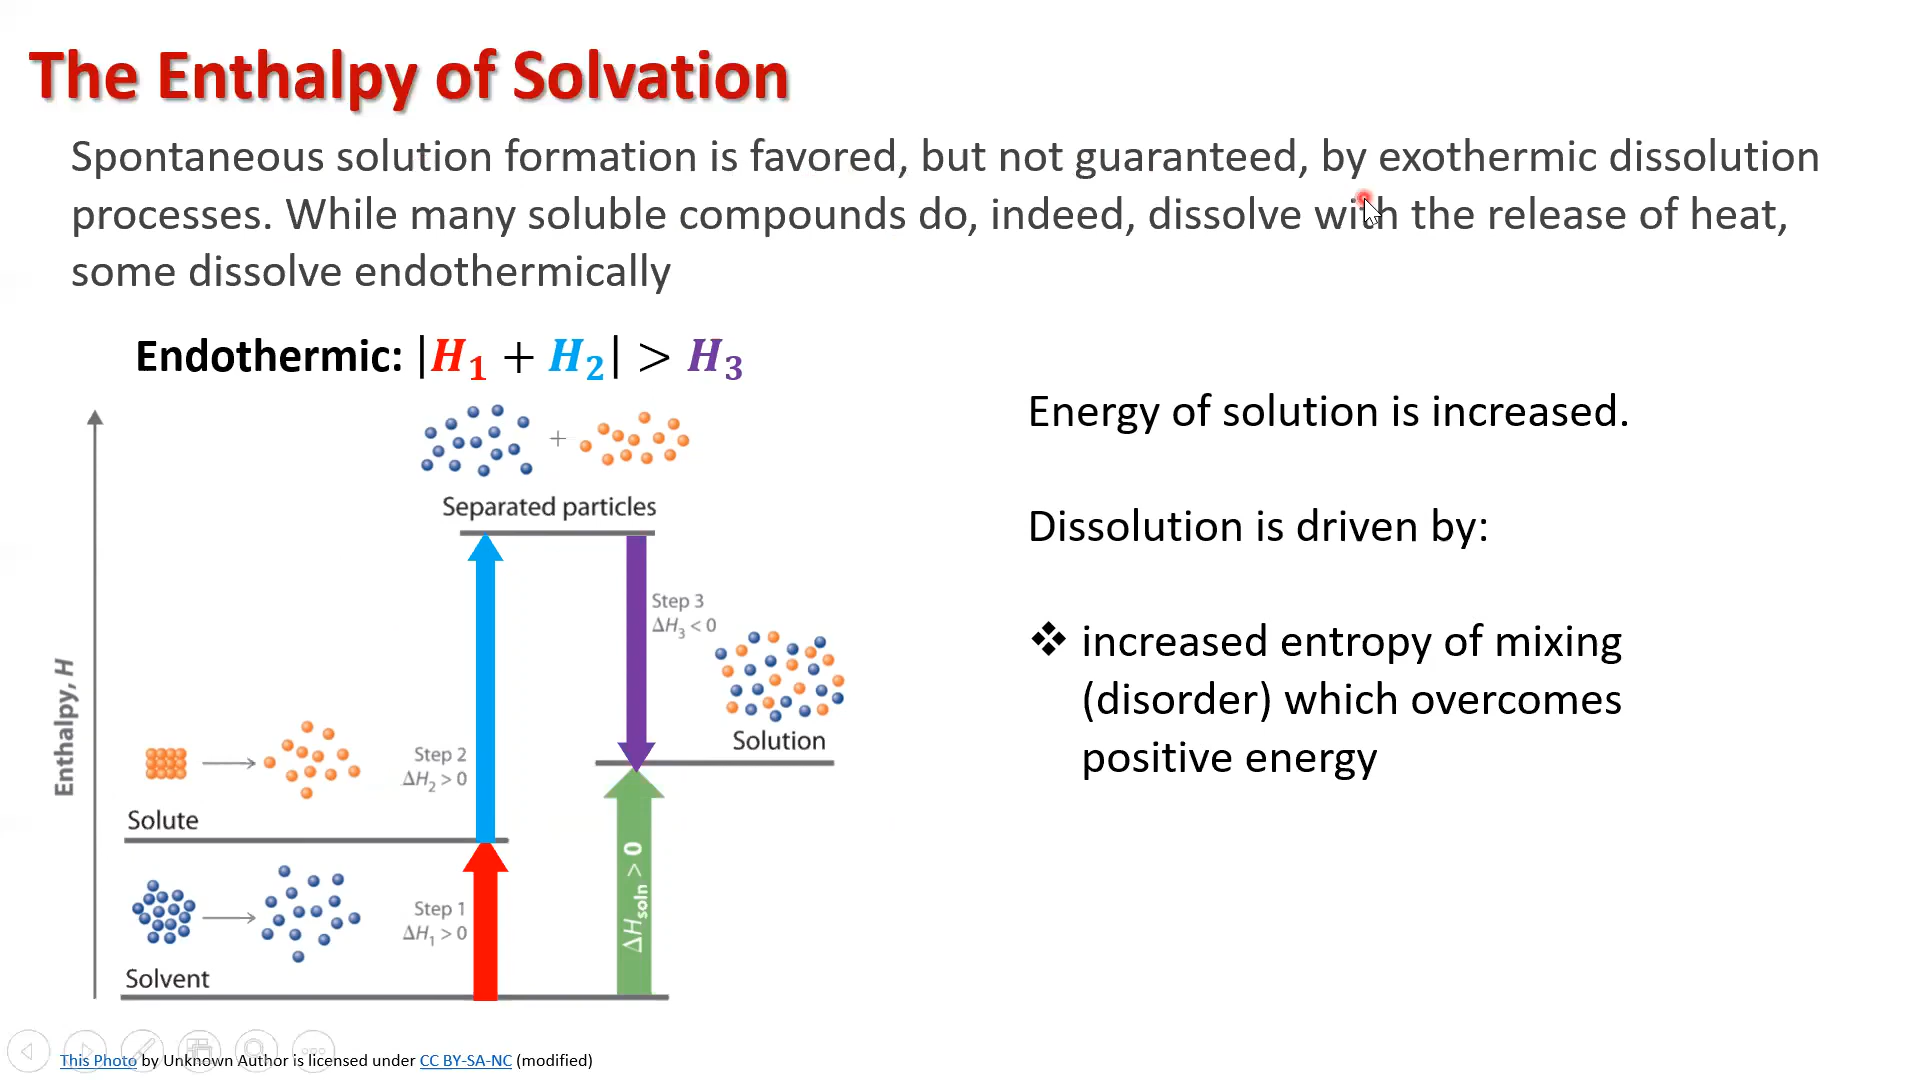 The Enthalpy of Solvation
Spontaneous solution formation is favored, but not guaranteed, by exothermic dissolution
processes. While many soluble compounds do, indeed, dissolve with the release of heat,
some dissolve endothermically
Endothermic: |H₁ + H₂| > H₃
Energy of solution is increased.
Dissolution is driven by:
❖ increased entropy of mixing
(disorder) which overcomes
positive energy
Enthalpy, H
+
Separated particles
Step 3
ΔH₃ < 0
Solution
Step 2
ΔH₂ > 0
Solute
Step 1
ΔH₁ > 0
Solvent
ΔHsoln > 0
This Photo by Unknown Author is licensed under CC BY-SA-NC (modified)